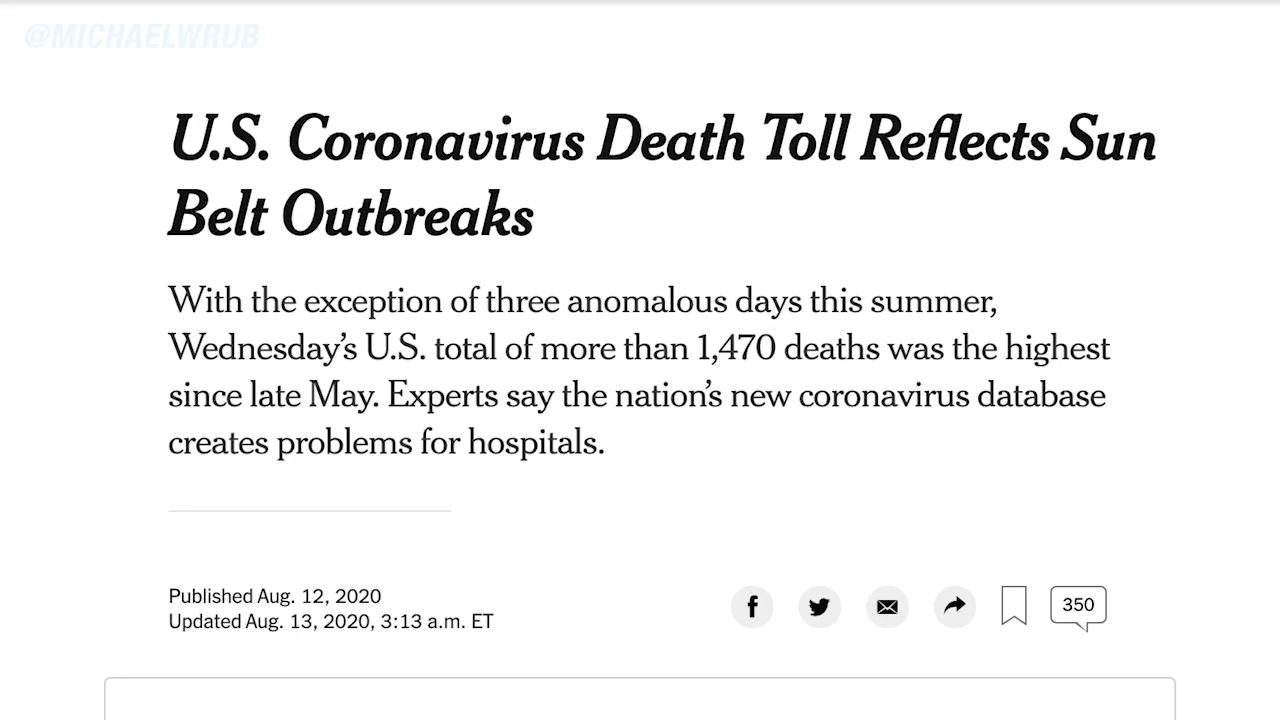 @MICHAELWRUB
U.S. Coronavirus Death Toll Reflects Sun
Belt Outbreaks
With the exception of three anomalous days this summer,
Wednesday’s U.S. total of more than 1,470 deaths was the highest
since late May. Experts say the nation’s new coronavirus database
creates problems for hospitals.
Published Aug. 12, 2020
Updated Aug. 13, 2020, 3:13 a.m. ET
350